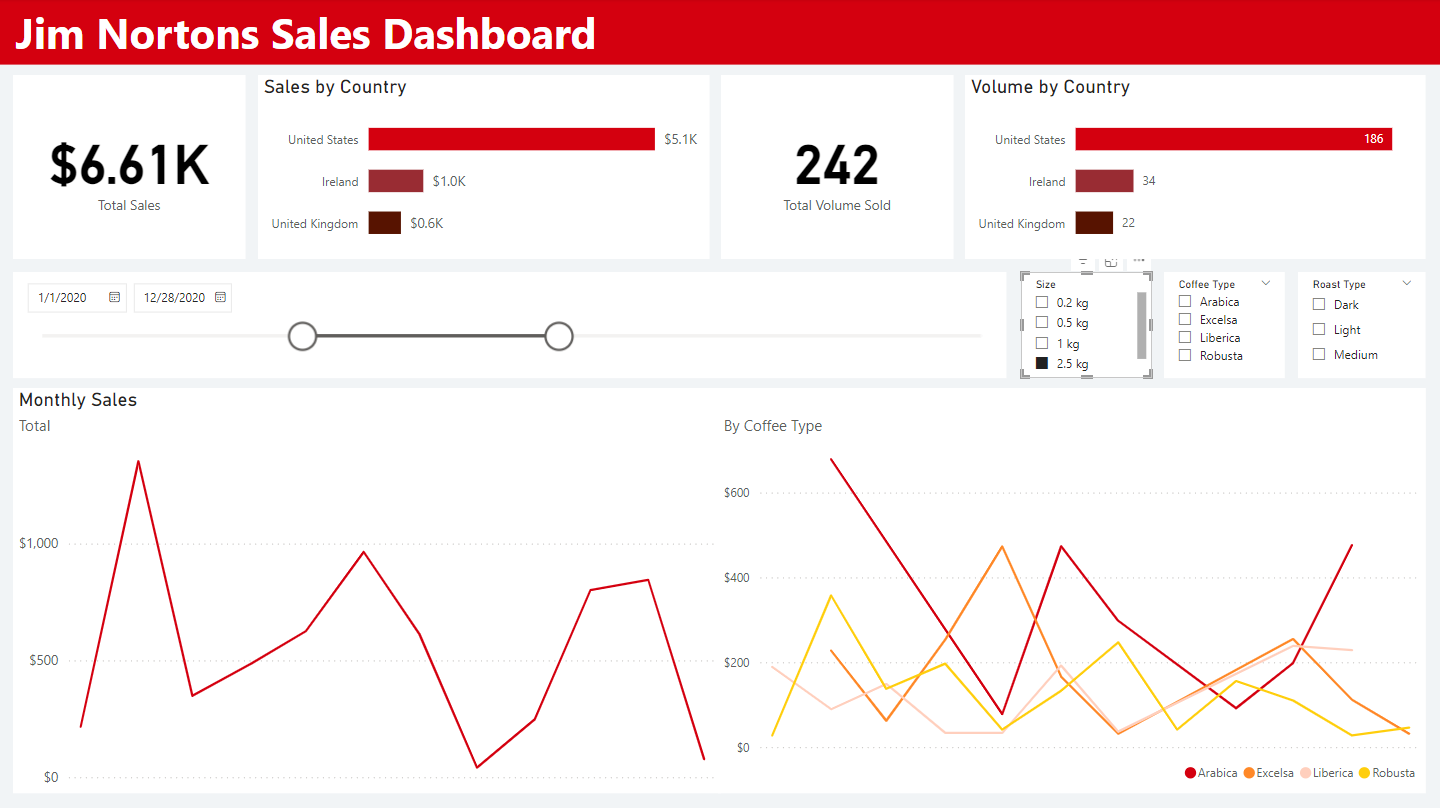 Jim Nortons Sales Dashboard
$6.61K
Total Sales
Sales by Country
United States $5.1K
Ireland $1.0K
United Kingdom $0.6K
242
Total Volume Sold
Volume by Country
United States 186
Ireland 34
United Kingdom 22
1/1/2020 12/28/2020
Size
0.2 kg
0.5 kg
1 kg
2.5 kg
Coffee Type
Arabica
Excelsa
Liberica
Robusta
Roast Type
Dark
Light
Medium
Monthly Sales
Total
$1,000
$500
$0
By Coffee Type
$600
$400
$200
$0
Arabica Excelsa Liberica Robusta